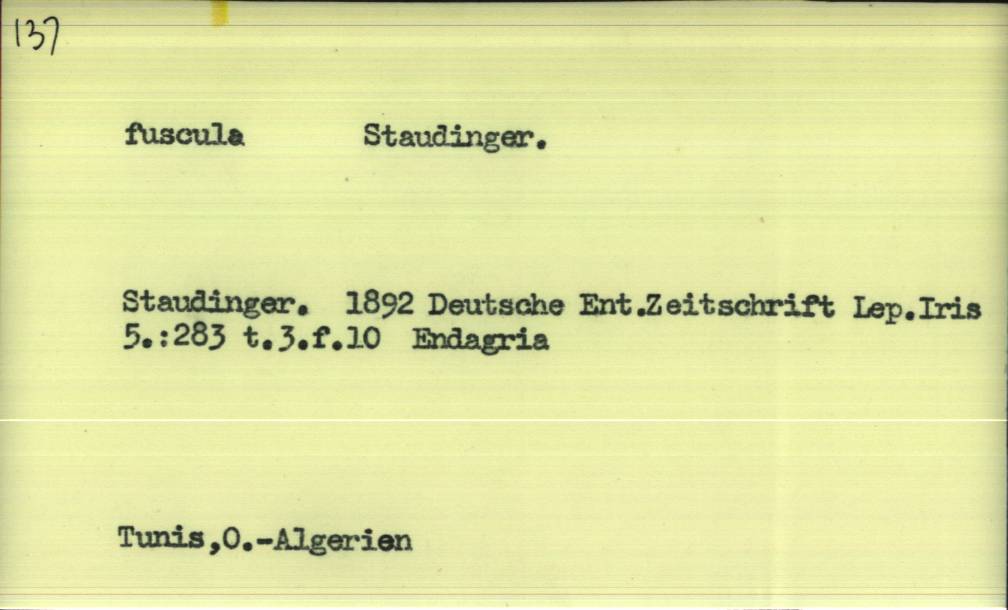 137
fuscula Staudinger.
Staudinger. 1892 Deutsche Ent.Zeitschrift Lep.Iris
5.:283 t.3.f.10 Endagria
Tunis,O.-Algerien